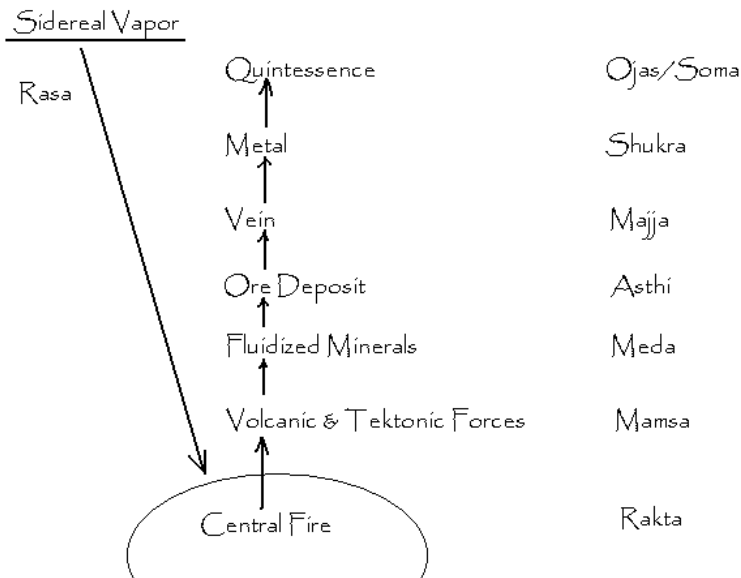 Sidereal Vapor
Rasa
Quintessence Ojas/Soma
Metal Shukra
Vein Majja
Ore Deposit Asthi
Fluidized Minerals Meda
Volcanic & Tektonic Forces Mamsa
Central Fire Rakta